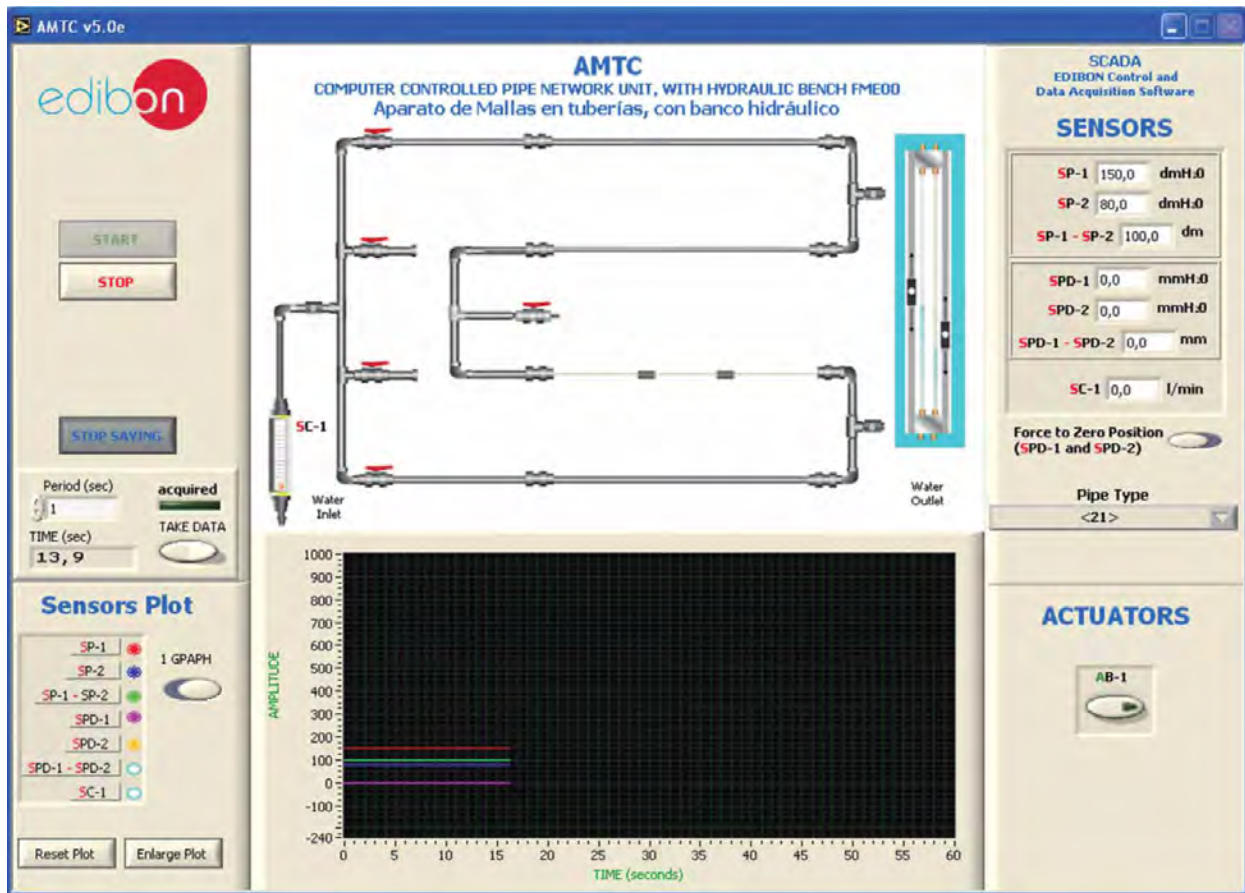 AMTC v5.0e
edibon
START
STOP
STOP SAVING
Period (sec)
1
acquired
TIME (sec)
13,9
TAKE DATA
Sensors Plot
SP-1
SP-2
SP-1 - SP-2
SPD-1
SPD-2
SPD-1 - SPD-2
SC-1
1 GPAPH
Reset Plot
Enlarge Plot
AMTC
COMPUTER CONTROLLED PIPE NETWORK UNIT, WITH HYDRAULIC BENCH FME00
Aparato de Mallas en tuberías, con banco hidráulico
SC-1
Water
Inlet
Water
Outlet
AMPLITUDE
1000
900
800
700
600
500
400
300
200
100
0
-100
-240
0 5 10 15 20 25 30 35 40 45 50 55 60
TIME (seconds)
SCADA
EDIBON Control and
Data Acquisition Software
SENSORS
SP-1 150,0 dmH₂0
SP-2 80,0 dmH₂0
SP-1 - SP-2 100,0 dm
SPD-1 0,0 mmH₂0
SPD-2 0,0 mmH₂0
SPD-1 - SPD-2 0,0 mm
SC-1 0,0 l/min
Force to Zero Position
(SPD-1 and SPD-2)
Pipe Type
<21>
ACTUATORS
AB-1